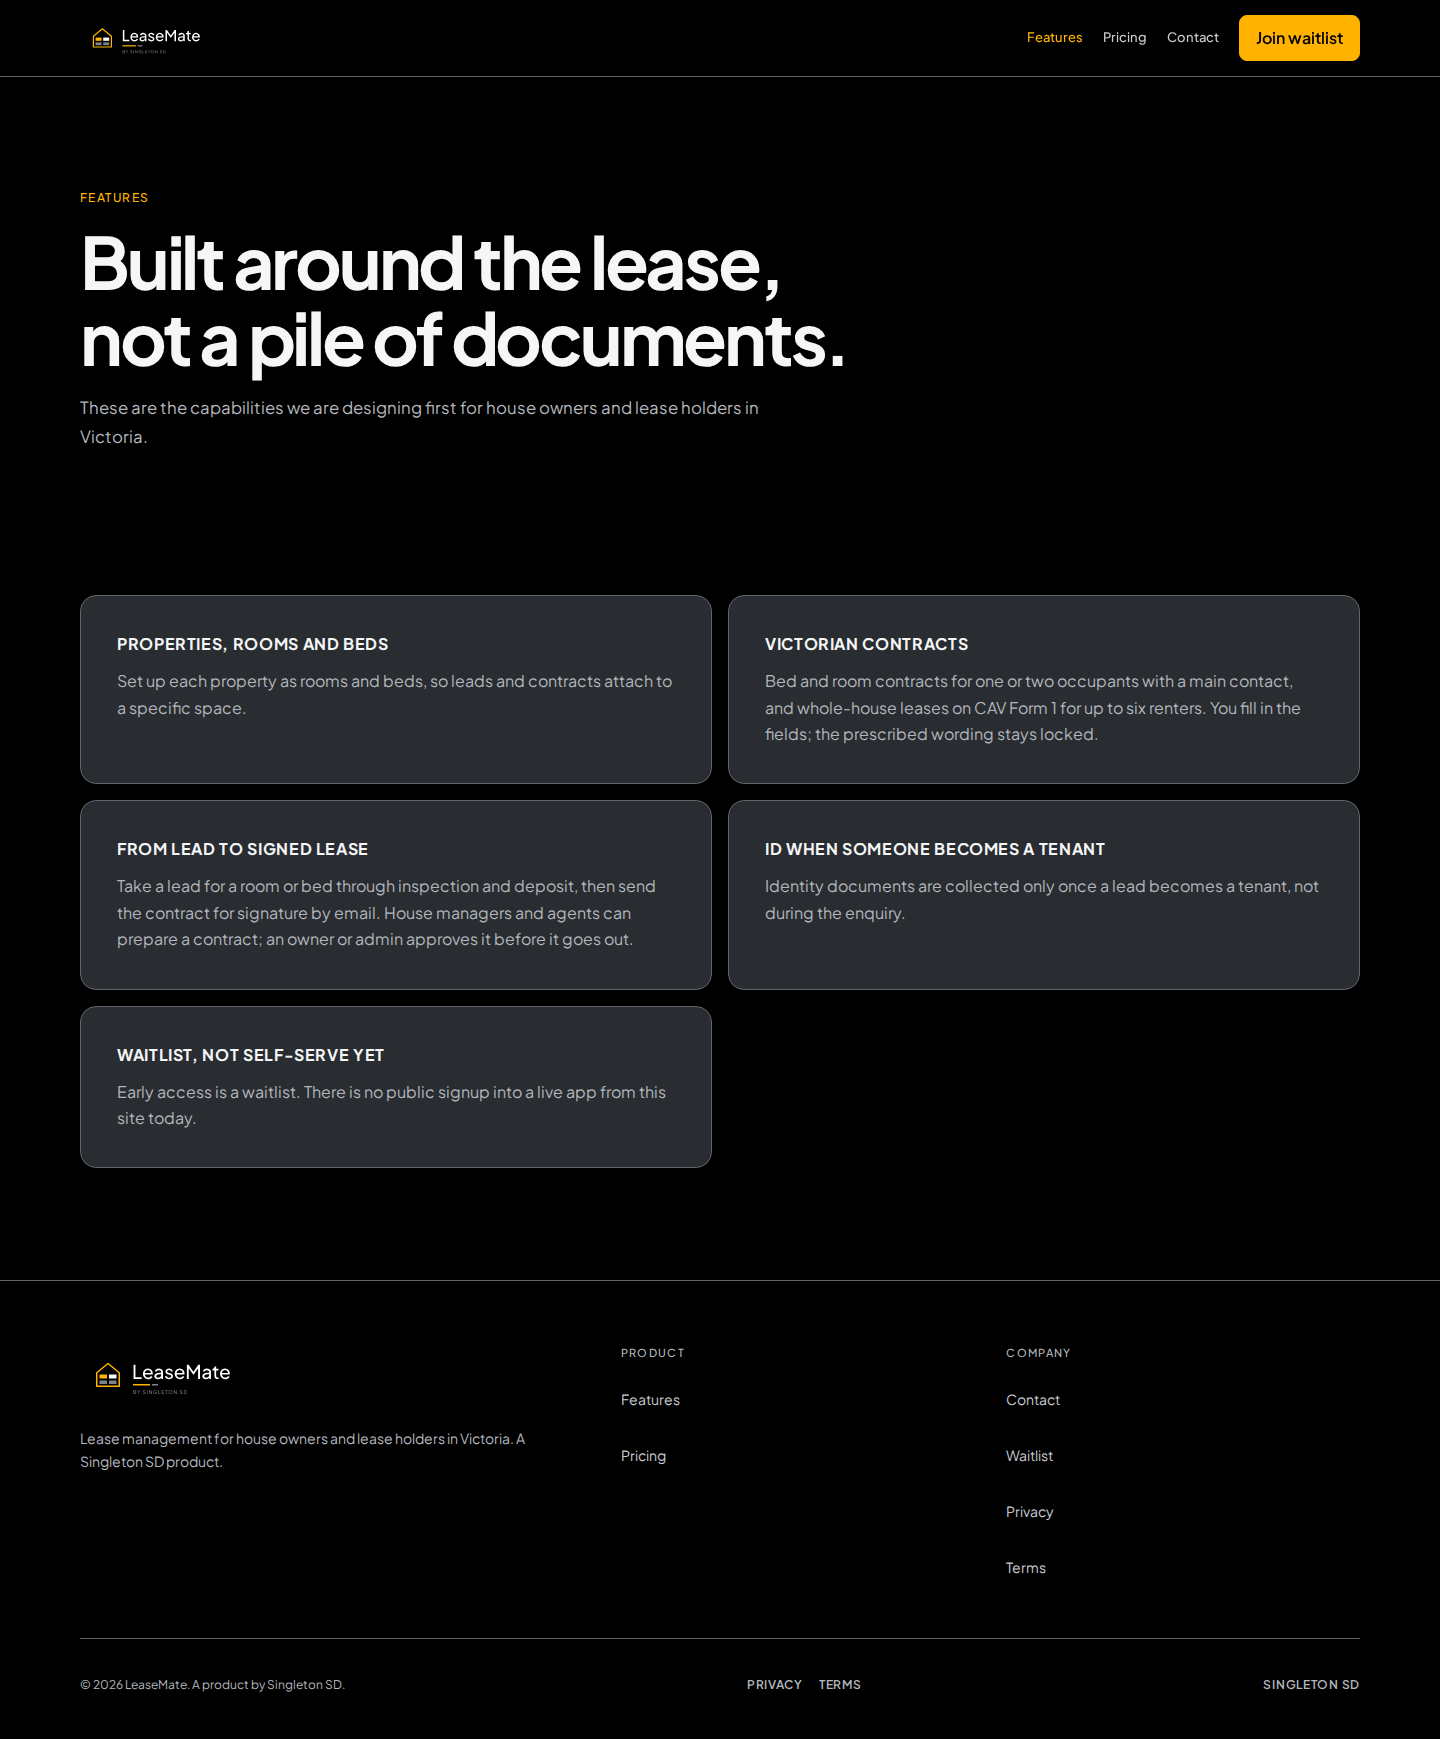 LeaseMate
BY SINGLETON SD
Features
Pricing
Contact
Join waitlist
FEATURES
Built around the lease,
not a pile of documents.
These are the capabilities we are designing first for house owners and lease holders in
Victoria.
PROPERTIES, ROOMS AND BEDS
Set up each property as rooms and beds, so leads and contracts attach to
a specific space.
VICTORIAN CONTRACTS
Bed and room contracts for one or two occupants with a main contact,
and whole-house leases on CAV Form 1 for up to six renters. You fill in the
fields; the prescribed wording stays locked.
FROM LEAD TO SIGNED LEASE
Take a lead for a room or bed through inspection and deposit, then send
the contract for signature by email. House managers and agents can
prepare a contract; an owner or admin approves it before it goes out.
ID WHEN SOMEONE BECOMES A TENANT
Identity documents are collected only once a lead becomes a tenant, not
during the enquiry.
WAITLIST, NOT SELF-SERVE YET
Early access is a waitlist. There is no public signup into a live app from this
site today.
LeaseMate
BY SINGLETON SD
Lease management for house owners and lease holders in Victoria. A
Singleton SD product.
PRODUCT
Features
Pricing
COMPANY
Contact
Waitlist
Privacy
Terms
© 2026 LeaseMate. A product by Singleton SD.
PRIVACY
TERMS
SINGLETON SD